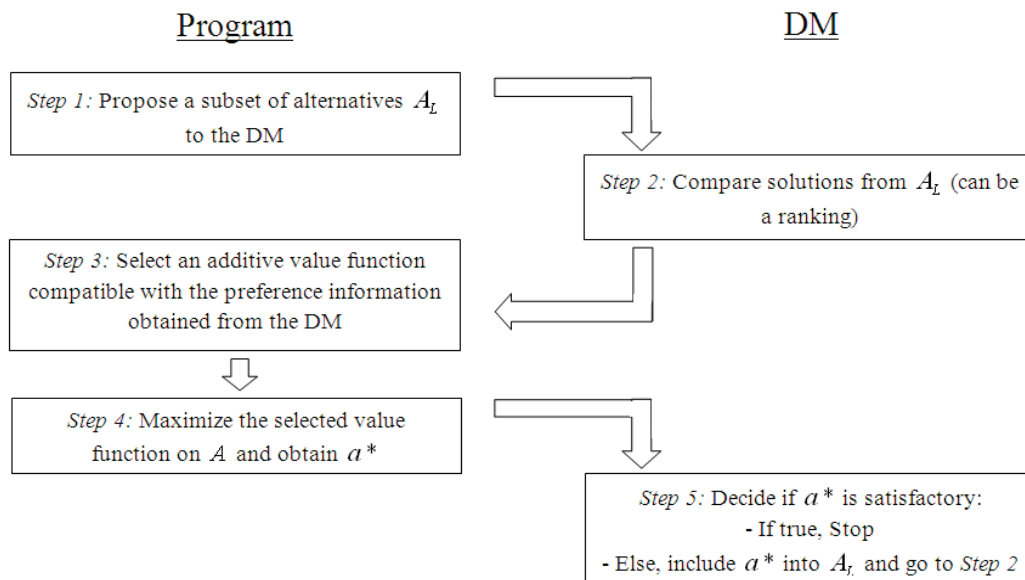 Program
DM
Step 1: Propose a subset of alternatives A_L
to the DM
Step 2: Compare solutions from A_L (can be
a ranking)
Step 3: Select an additive value function
compatible with the preference information
obtained from the DM
Step 4: Maximize the selected value
function on A and obtain a*
Step 5: Decide if a* is satisfactory:
- If true, Stop
- Else, include a* into A_L and go to Step 2